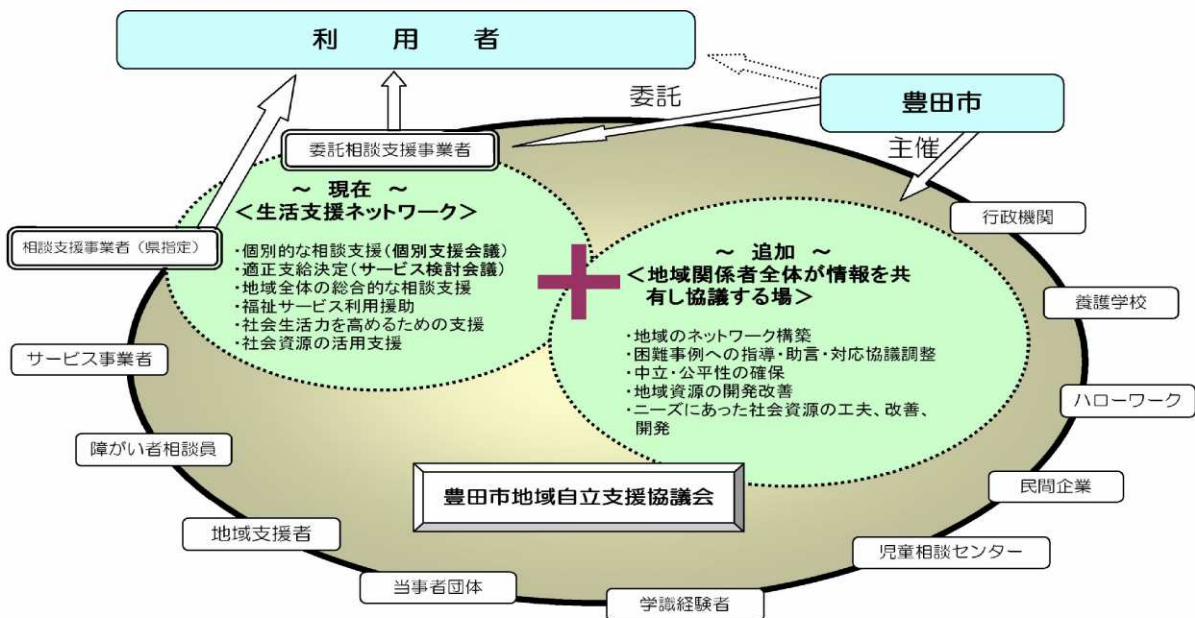 利　用　者
豊田市
委託
主催
委託相談支援事業者
相談支援事業者（県指定）
～ 現在 ～
＜生活支援ネットワーク＞
・個別的な相談支援（個別支援会議）
・適正支給決定（サービス検討会議）
・地域全体の総合的な相談支援
・福祉サービス利用援助
・社会生活力を高めるための支援
・社会資源の活用支援
～ 追加 ～
＜地域関係者全体が情報を共
有し協議する場＞
・地域のネットワーク構築
・困難事例への指導・助言・対応協議調整
・中立・公平性の確保
・地域資源の開発改善
・ニーズにあった社会資源の工夫、改善、
開発
豊田市地域自立支援協議会
行政機関
養護学校
ハローワーク
民間企業
児童相談センター
学識経験者
当事者団体
地域支援者
障がい者相談員
サービス事業者